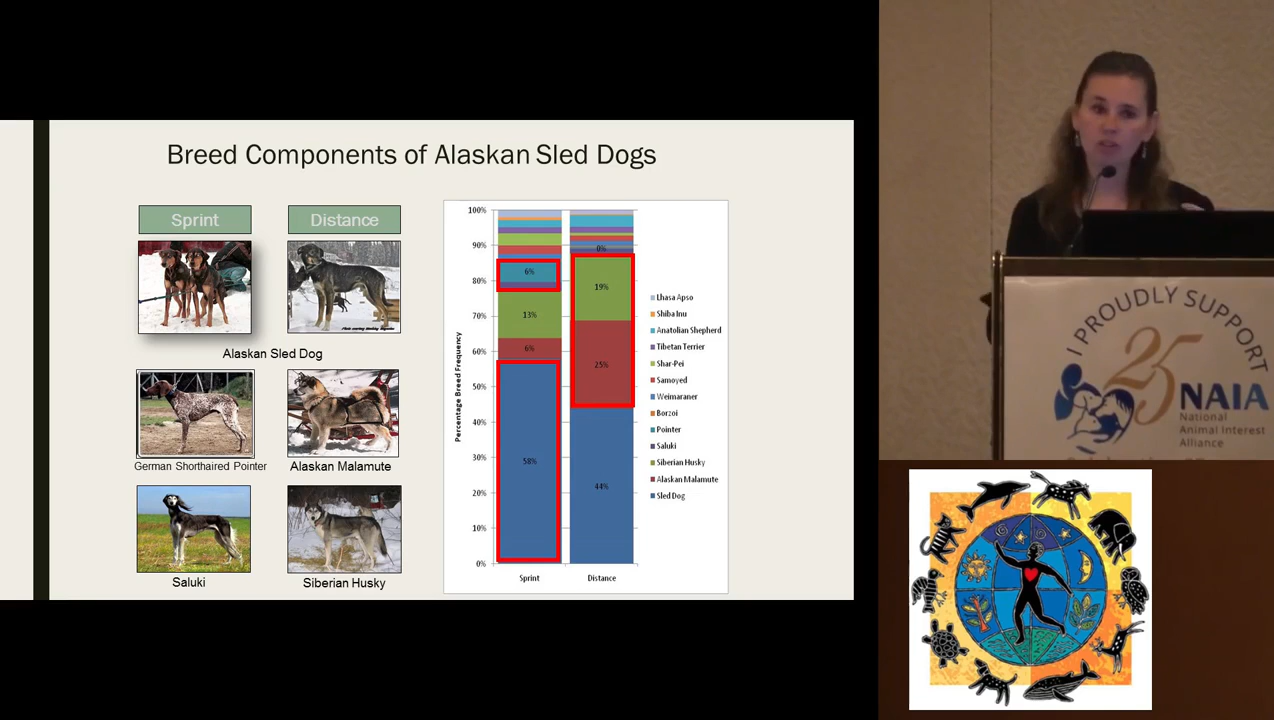 Breed Components of Alaskan Sled Dogs
Sprint
Distance
Alaskan Sled Dog
German Shorthaired Pointer
Alaskan Malamute
Saluki
Siberian Husky
Percentage Breed Frequency
100%
90%
80%
70%
60%
50%
40%
30%
20%
10%
0%
6%
13%
6%
58%
0%
19%
25%
44%
Sprint
Distance
Lhasa Apso
Shiba Inu
Anatolian Shepherd
Tibetan Terrier
Shar-Pei
Samoyed
Weimaraner
Borzoi
Pointer
Saluki
Siberian Husky
Alaskan Malamute
Sled Dog
I PROUDLY SUPPORT
25
NAIA
National
Animal Interest
Alliance